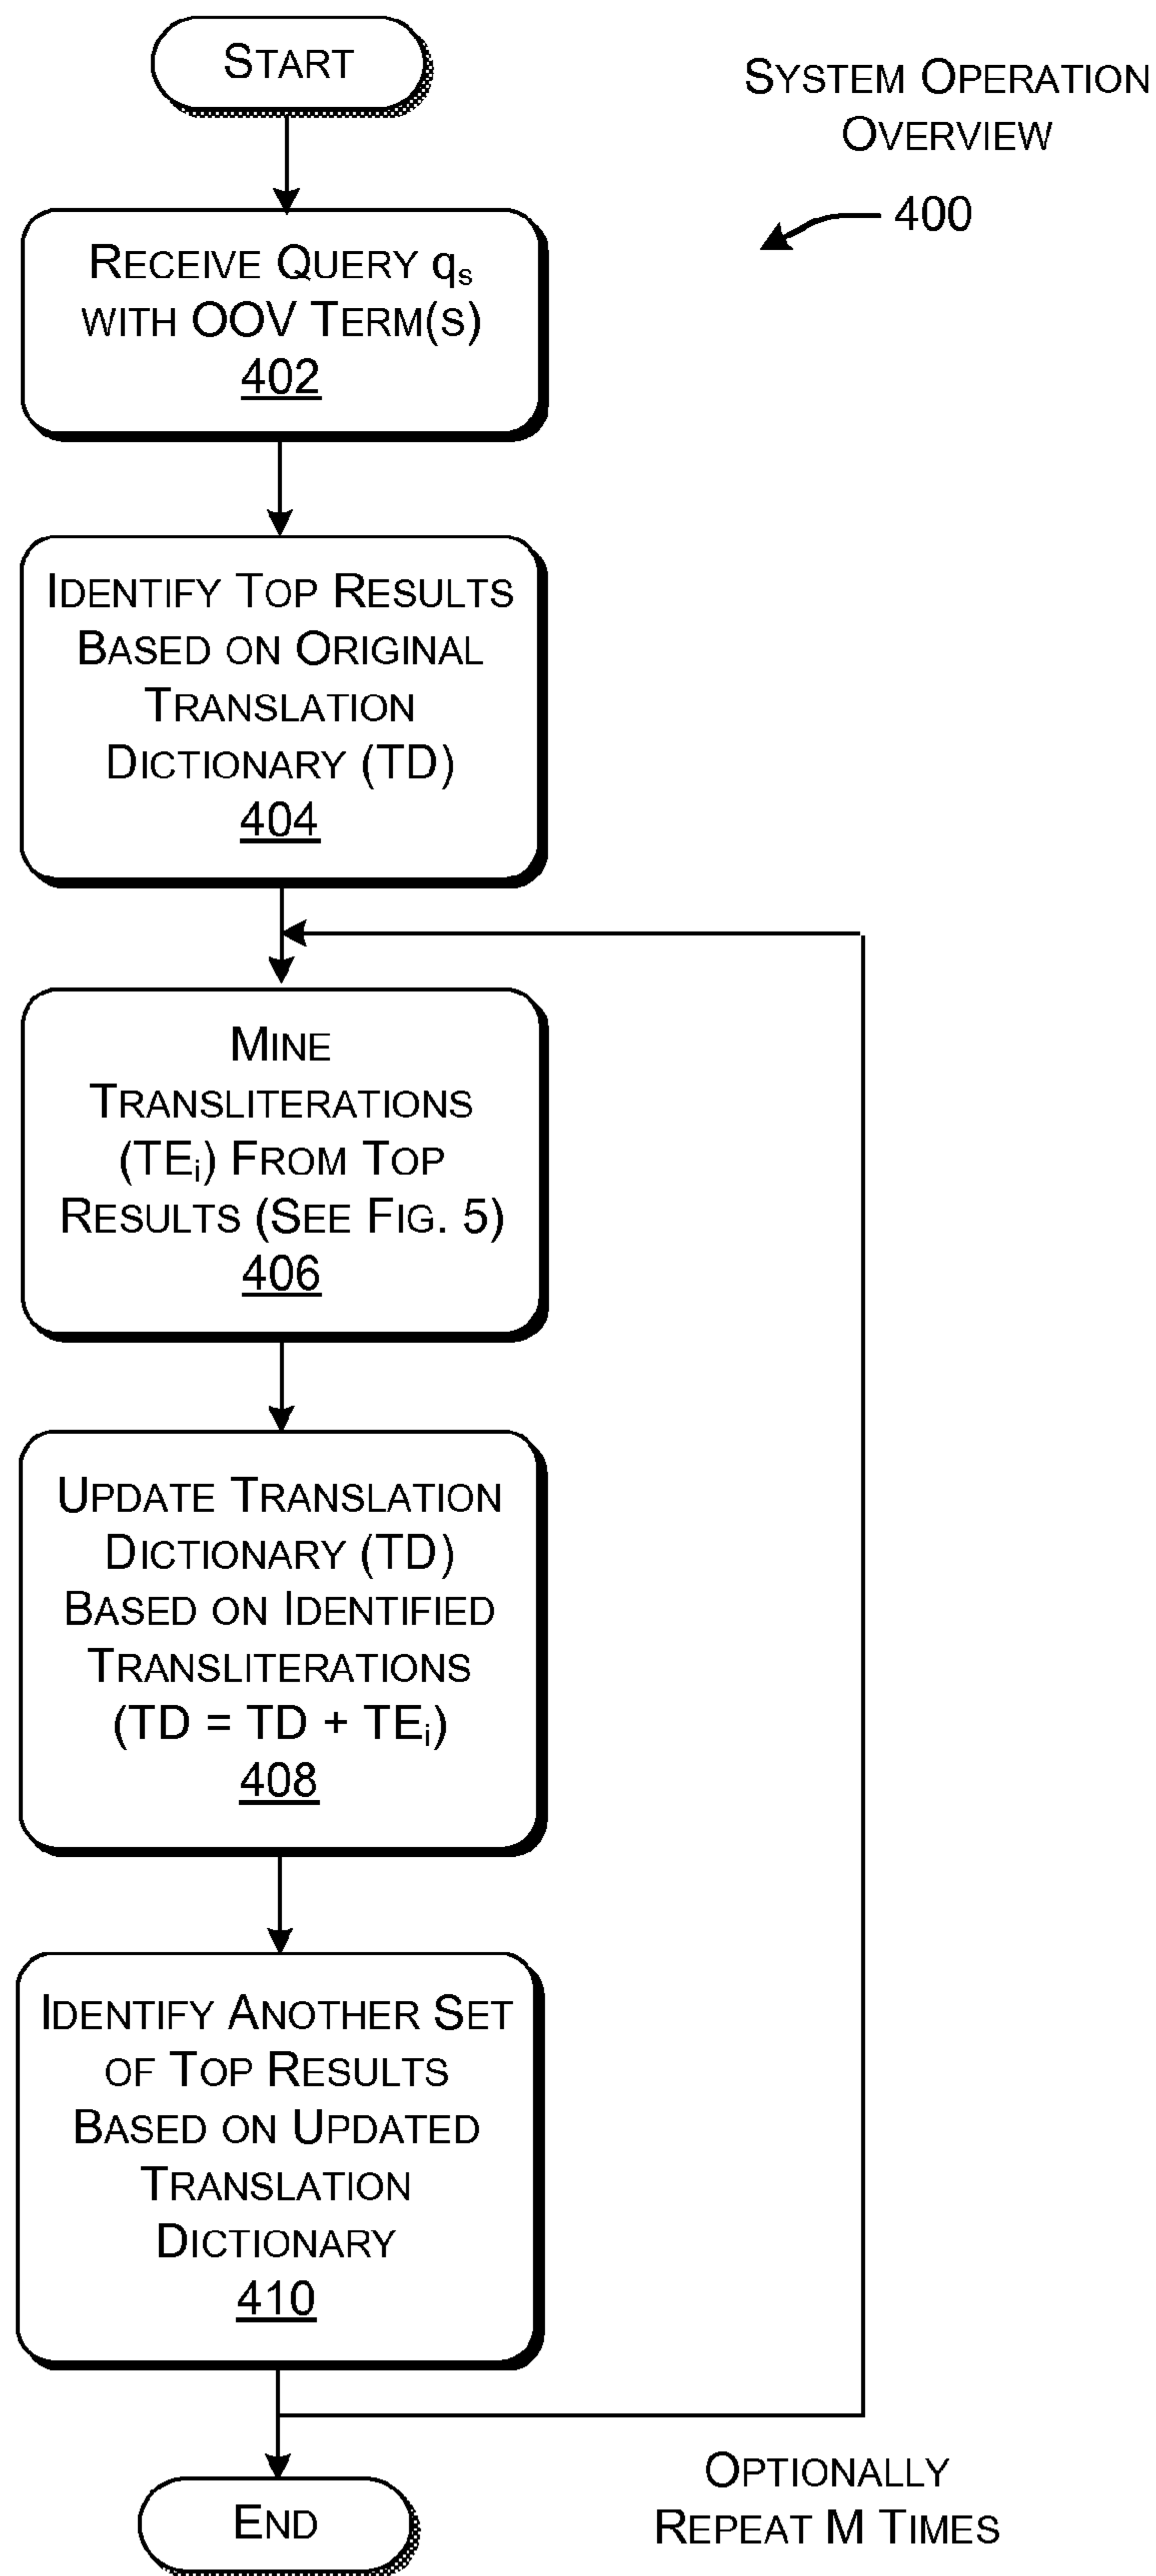 START
SYSTEM OPERATION
OVERVIEW
400
RECEIVE QUERY qs
WITH OOV TERM(S)
402
IDENTIFY TOP RESULTS
BASED ON ORIGINAL
TRANSLATION
DICTIONARY (TD)
404
MINE
TRANSLITERATIONS
(TEi) FROM TOP
RESULTS (SEE FIG. 5)
406
UPDATE TRANSLATION
DICTIONARY (TD)
BASED ON IDENTIFIED
TRANSLITERATIONS
(TD = TD + TEi)
408
IDENTIFY ANOTHER SET
OF TOP RESULTS
BASED ON UPDATED
TRANSLATION
DICTIONARY
410
OPTIONALLY
REPEAT M TIMES
END